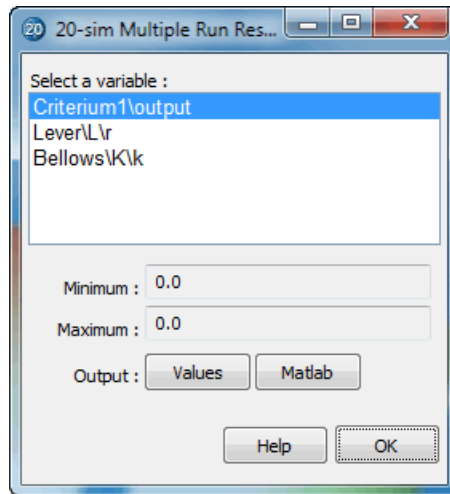 20 20-sim Multiple Run Res...
Select a variable :
Criterium1\output
Lever\L\r
Bellows\K\k
Minimum : 0.0
Maximum : 0.0
Output : Values Matlab
Help OK